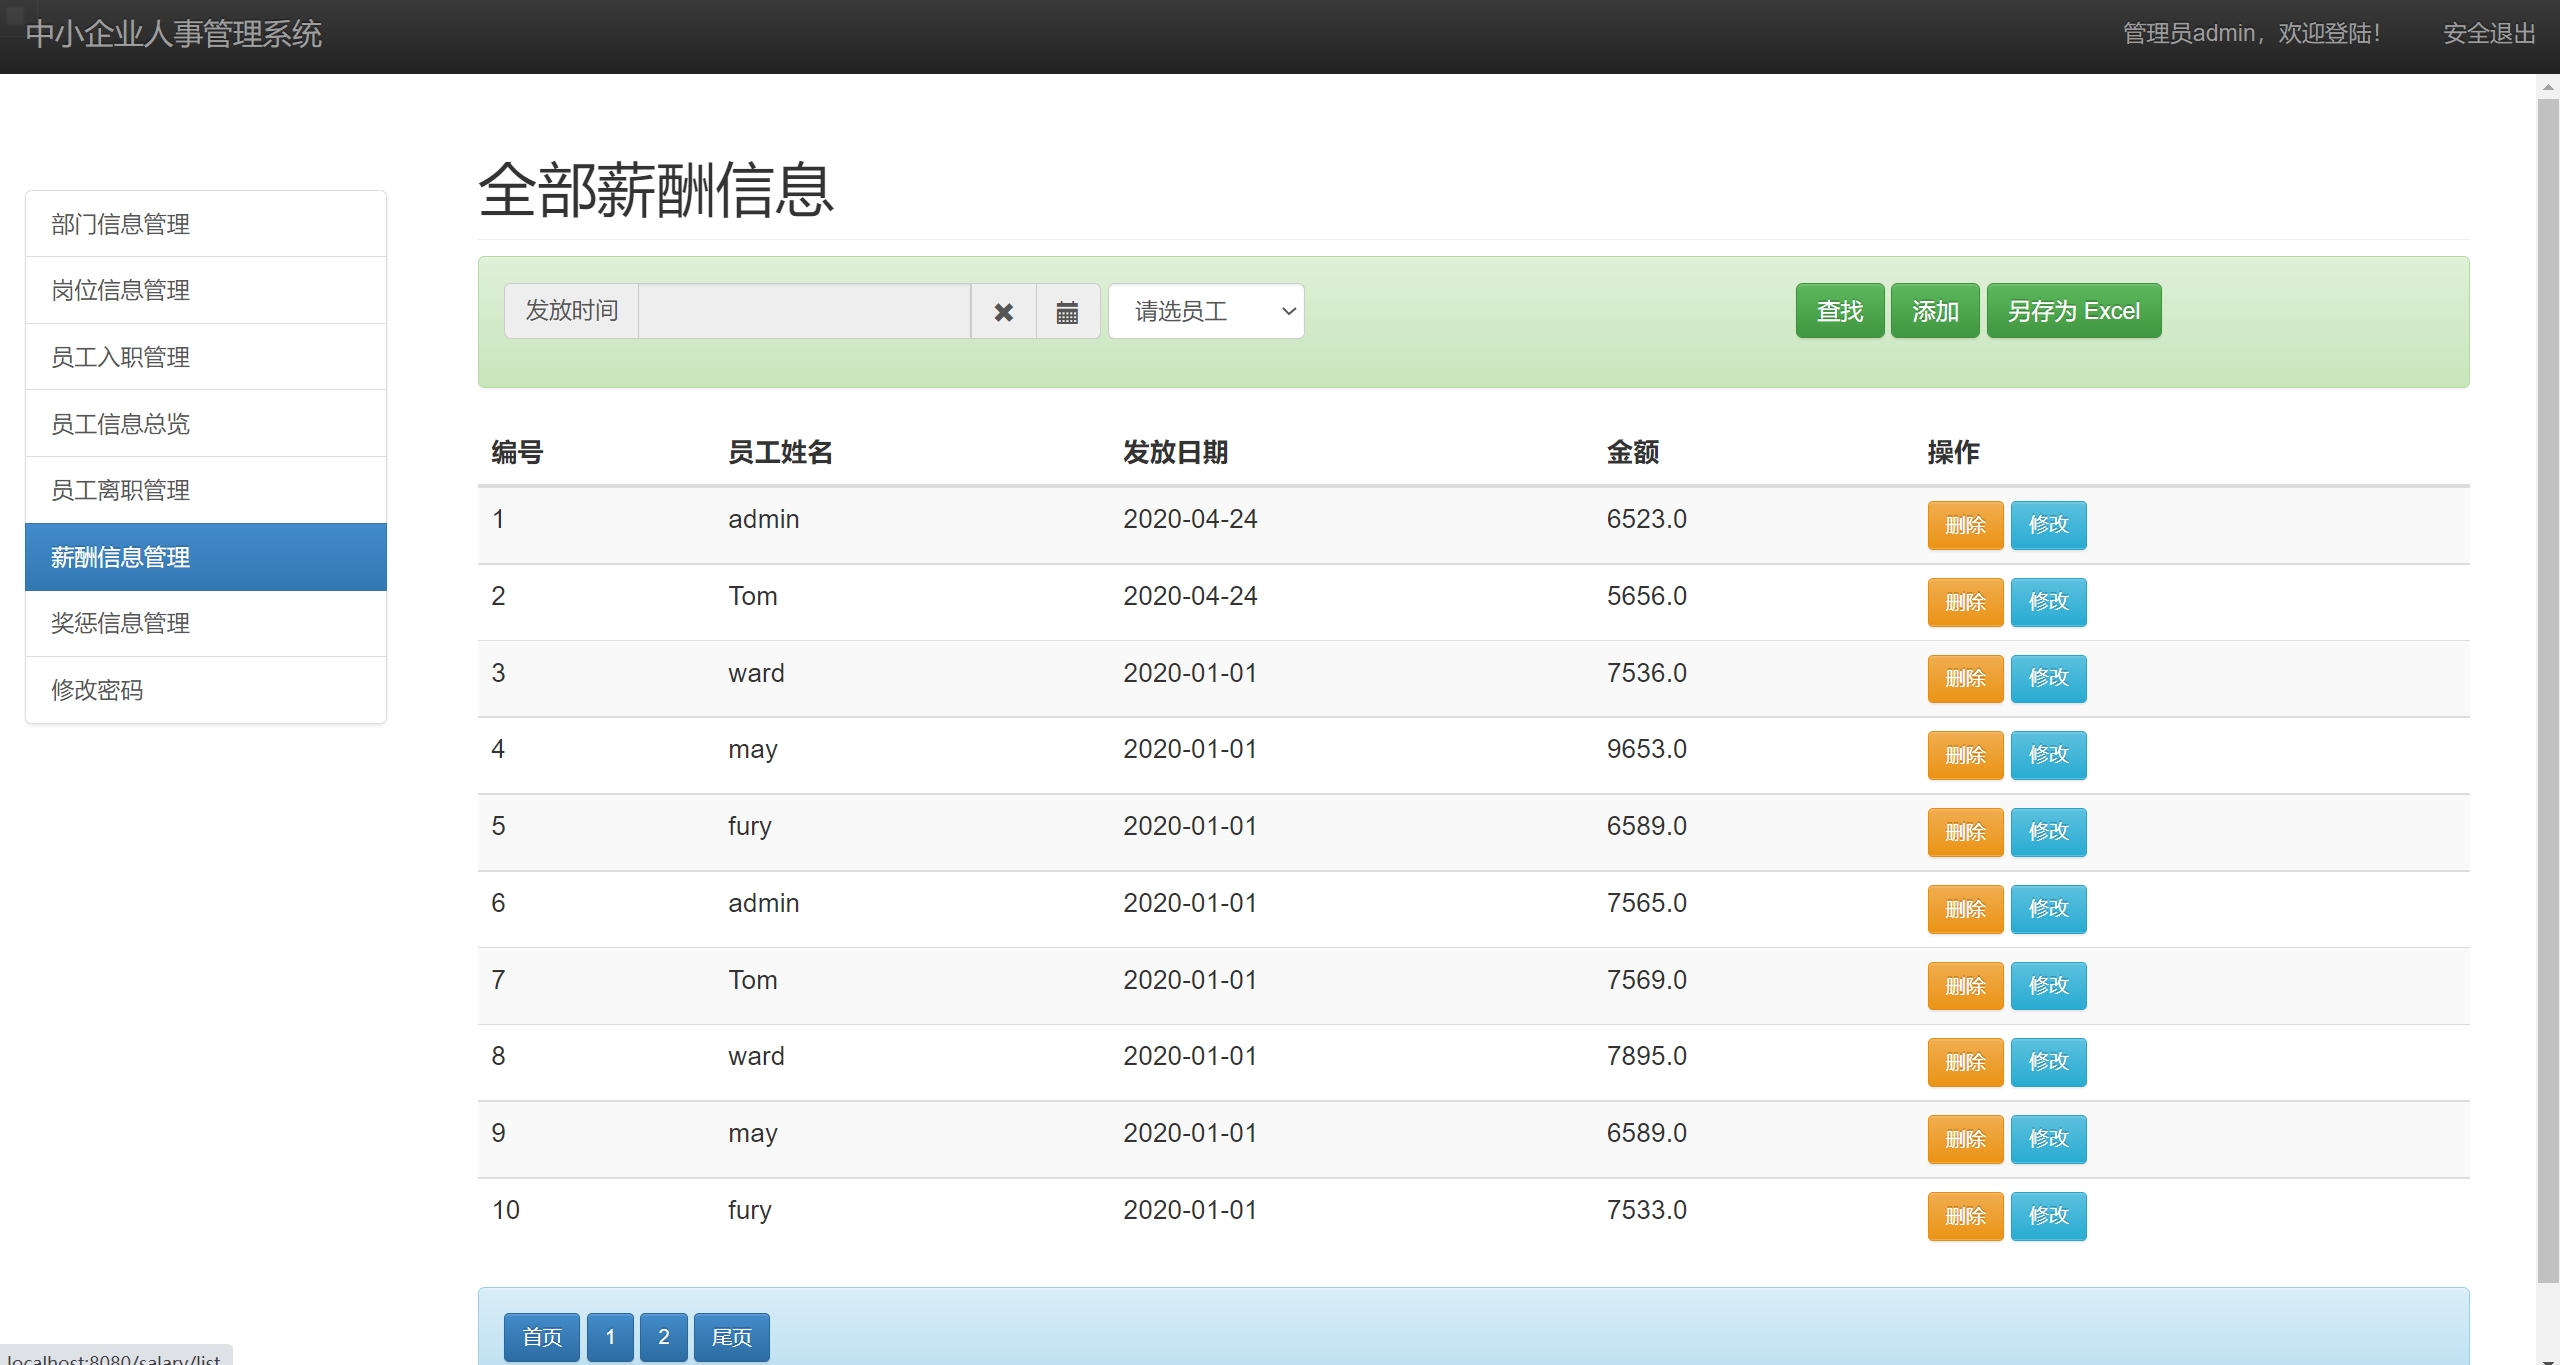 中小企业人事管理系统
管理员admin，欢迎登陆！ 安全退出
部门信息管理
岗位信息管理
员工入职管理
员工信息总览
员工离职管理
薪酬信息管理
奖惩信息管理
修改密码
全部薪酬信息
发放时间 请选员工 查找 添加 另存为 Excel
编号 员工姓名 发放日期 金额 操作
1 admin 2020-04-24 6523.0 删除 修改
2 Tom 2020-04-24 5656.0 删除 修改
3 ward 2020-01-01 7536.0 删除 修改
4 may 2020-01-01 9653.0 删除 修改
5 fury 2020-01-01 6589.0 删除 修改
6 admin 2020-01-01 7565.0 删除 修改
7 Tom 2020-01-01 7569.0 删除 修改
8 ward 2020-01-01 7895.0 删除 修改
9 may 2020-01-01 6589.0 删除 修改
10 fury 2020-01-01 7533.0 删除 修改
首页 1 2 尾页
localhost:8080/salary/list